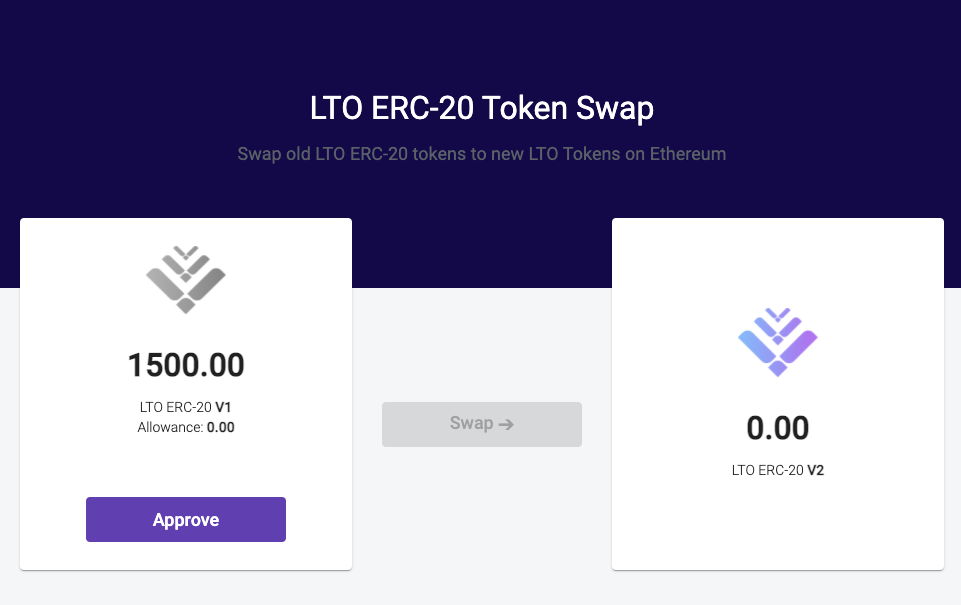 LTO ERC-20 Token Swap
Swap old LTO ERC-20 tokens to new LTO Tokens on Ethereum
1500.00
LTO ERC-20 V1
Allowance: 0.00
Approve
Swap ➔
0.00
LTO ERC-20 V2